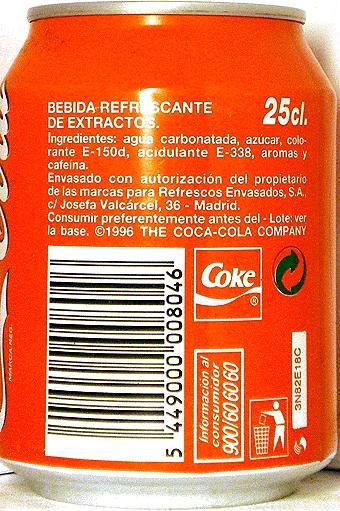 BEBIDA REFRESCANTE
DE EXTRACTOS.
25cl.
Ingredientes: agua carbonatada, azúcar, colo-
rante E-150d, acidulante E-338, aromas y
cafeína.
Envasado con autorización del propietario
de las marcas para Refrescos Envasados, S.A.,
c/ Josefa Valcárcel, 36 - Madrid.
Consumir preferentemente antes del - Lote: ver
la base. ©1996 THE COCA-COLA COMPANY
MARCA REG.
5 449000 008046
Coke
®
Información al
consumidor
900/60 60 60
3N82E18C